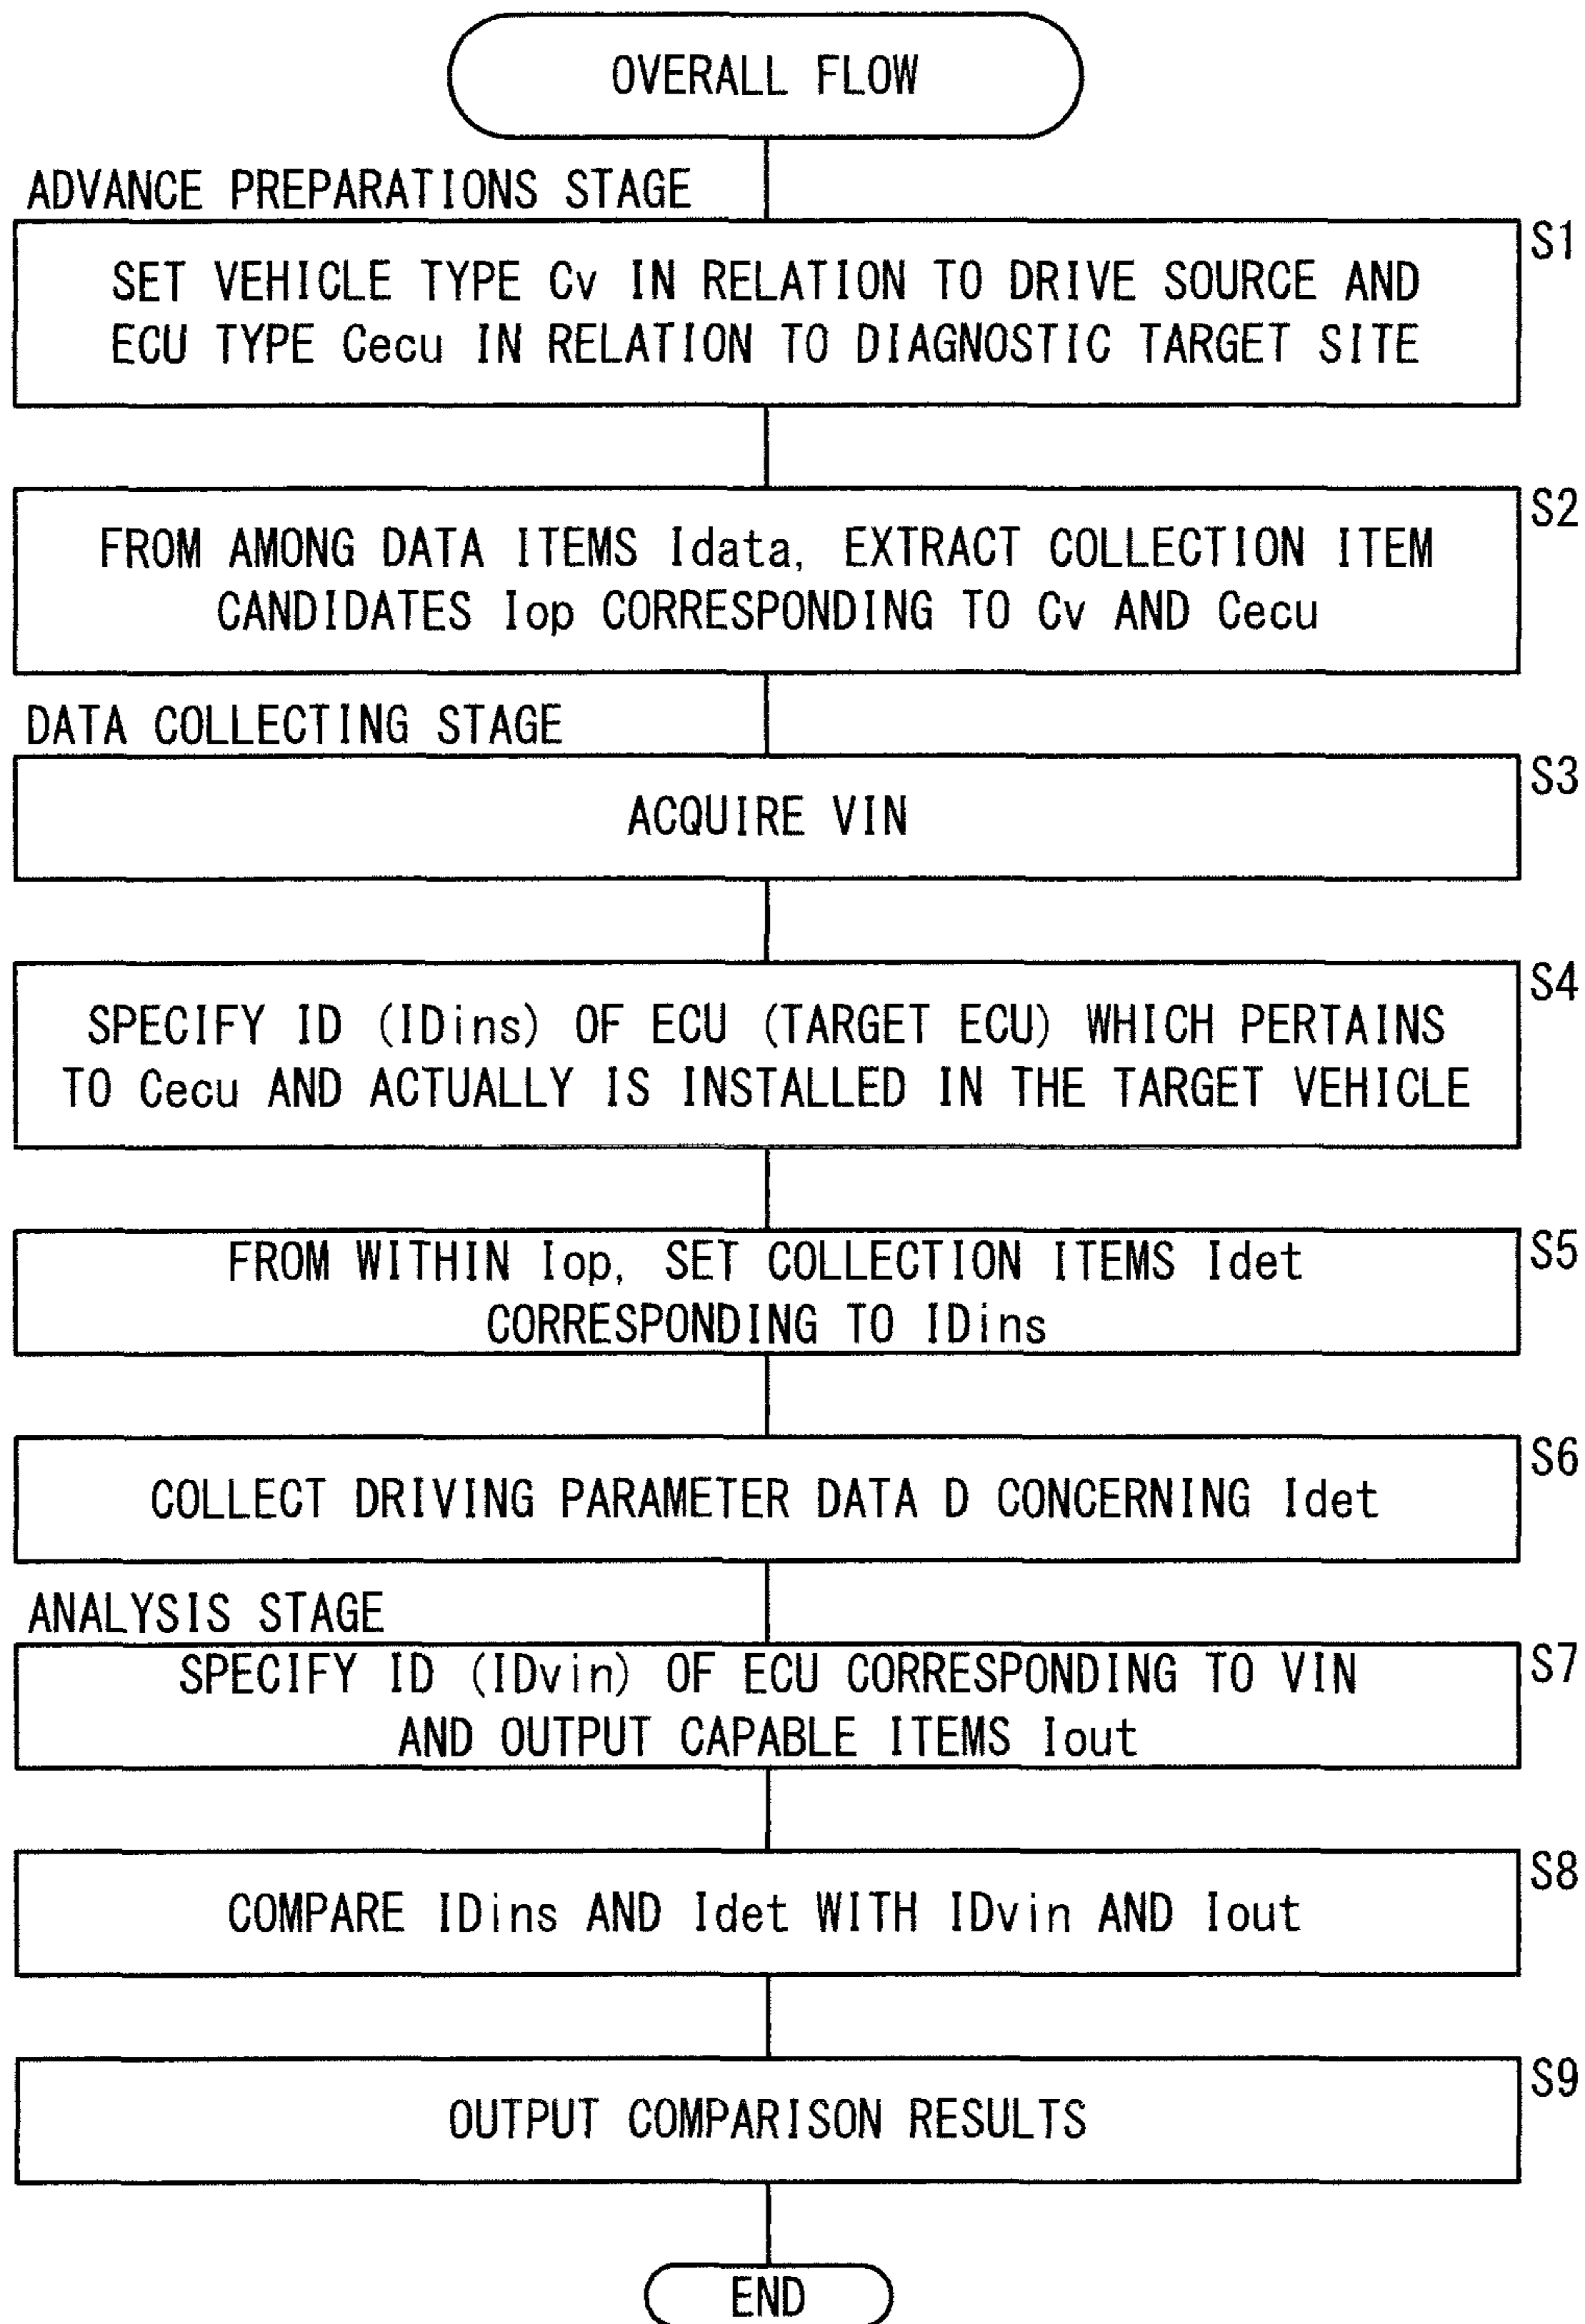 OVERALL FLOW
ADVANCE PREPARATIONS STAGE
S1
SET VEHICLE TYPE Cv IN RELATION TO DRIVE SOURCE AND
ECU TYPE Cecu IN RELATION TO DIAGNOSTIC TARGET SITE
S2
FROM AMONG DATA ITEMS Idata, EXTRACT COLLECTION ITEM
CANDIDATES Iop CORRESPONDING TO Cv AND Cecu
DATA COLLECTING STAGE
S3
ACQUIRE VIN
S4
SPECIFY ID (IDins) OF ECU (TARGET ECU) WHICH PERTAINS
TO Cecu AND ACTUALLY IS INSTALLED IN THE TARGET VEHICLE
S5
FROM WITHIN Iop, SET COLLECTION ITEMS Idet
CORRESPONDING TO IDins
S6
COLLECT DRIVING PARAMETER DATA D CONCERNING Idet
ANALYSIS STAGE
S7
SPECIFY ID (IDvin) OF ECU CORRESPONDING TO VIN
AND OUTPUT CAPABLE ITEMS Iout
S8
COMPARE IDins AND Idet WITH IDvin AND Iout
S9
OUTPUT COMPARISON RESULTS
END